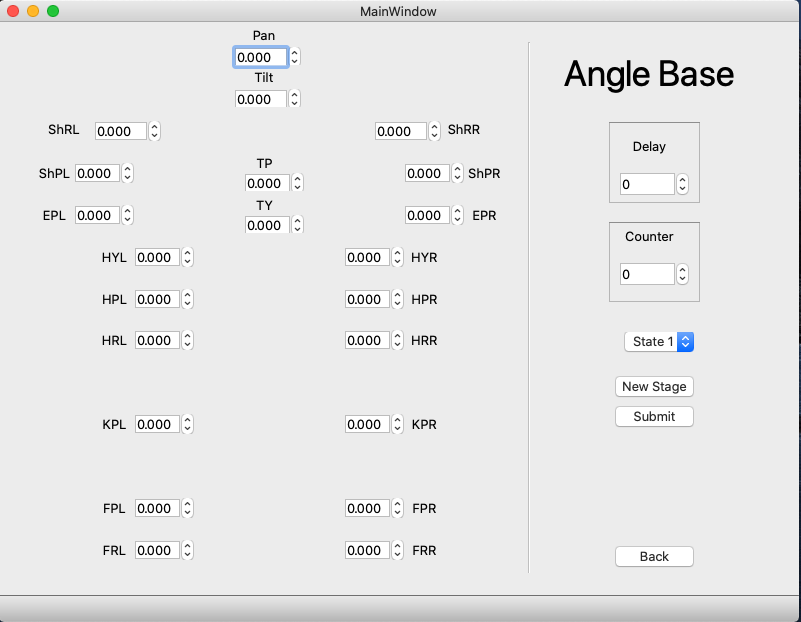 MainWindow
Pan
0.000
Tilt
0.000
ShRL 0.000 0.000 ShRR
ShPL 0.000 0.000 ShPR
TP
0.000
TY
0.000
EPL 0.000 0.000 EPR
HYL 0.000 0.000 HYR
HPL 0.000 0.000 HPR
HRL 0.000 0.000 HRR
KPL 0.000 0.000 KPR
FPL 0.000 0.000 FPR
FRL 0.000 0.000 FRR
Angle Base
Delay
0
Counter
0
State 1
New Stage
Submit
Back